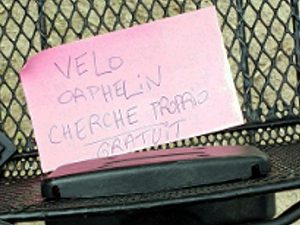 VELO
ORPHELIN
CHERCHE PROPRIO
GRATUIT